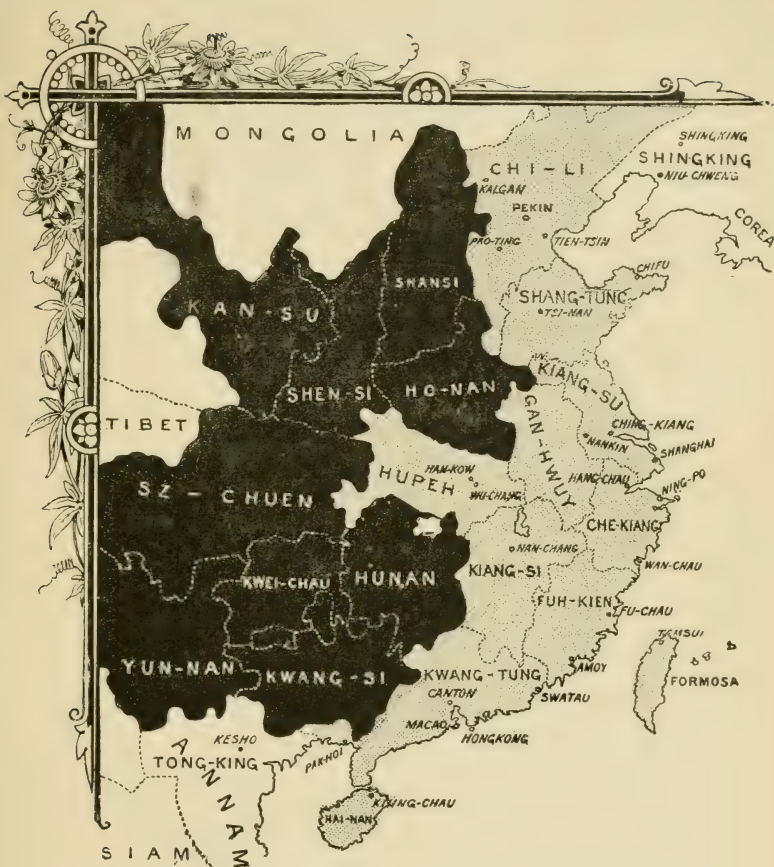 MONGOLIA
SHINGKING
SHINGKING
NIU-CHWENG
CHI-LI
KALGAN
PEKIN
COREA
PAO-TING
TIEN-TSIN
CHIFU
SHANSI
SHANG-TUNG
TSI-NAN
KAN-SU
KIANG-SU
SHEN-SI
HO-NAN
GAN-HWUY
TIBET
CHING-KIANG
NANKIN
SHANGHAI
HAN-KOW
HUPEH
WU-CHANG
HANG-CHAU
NING-PO
SZ-CHUEN
CHE-KIANG
NAN-CHANG
WAN-CHAU
KIANG-SI
KWEI-CHAU
HUNAN
FUH-KIEN
FU-CHAU
TAMSUI
YUN-NAN
KWANG-SI
KWANG-TUNG
AMOY
FORMOSA
CANTON
SWATAU
MACAO
HONGKONG
KESHO
TONG-KING
PAK-HOI
ANNAM
KIUNG-CHAU
HAI-NAN
SIAM